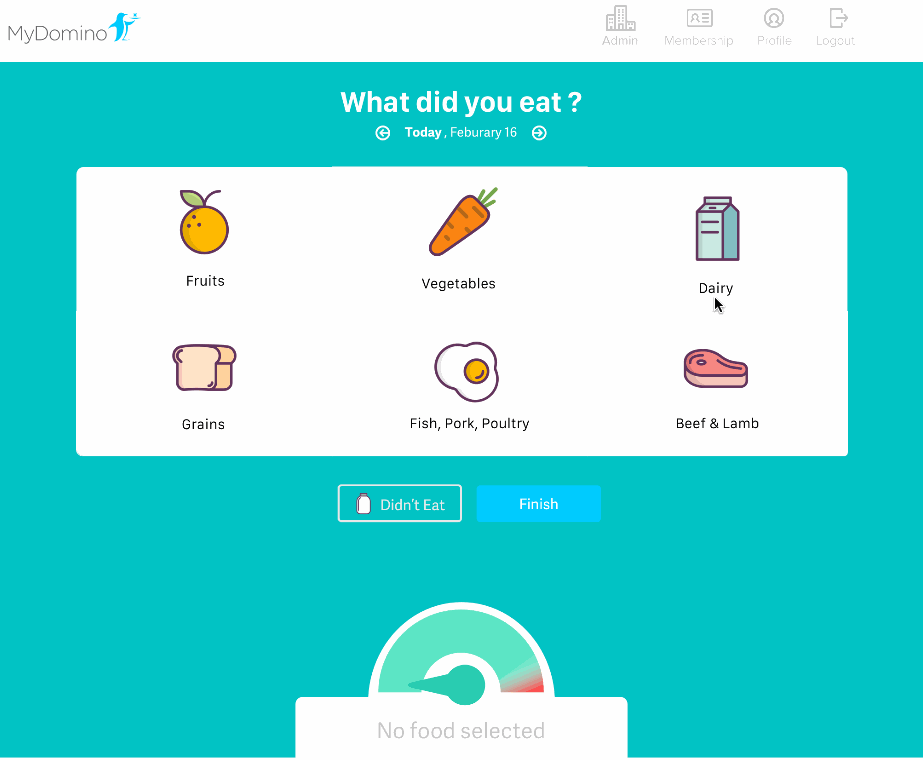 MyDomino
Admin
Membership
Profile
Logout
What did you eat ?
Today , Feburary 16
Fruits
Vegetables
Dairy
Grains
Fish, Pork, Poultry
Beef & Lamb
Didn't Eat
Finish
No food selected